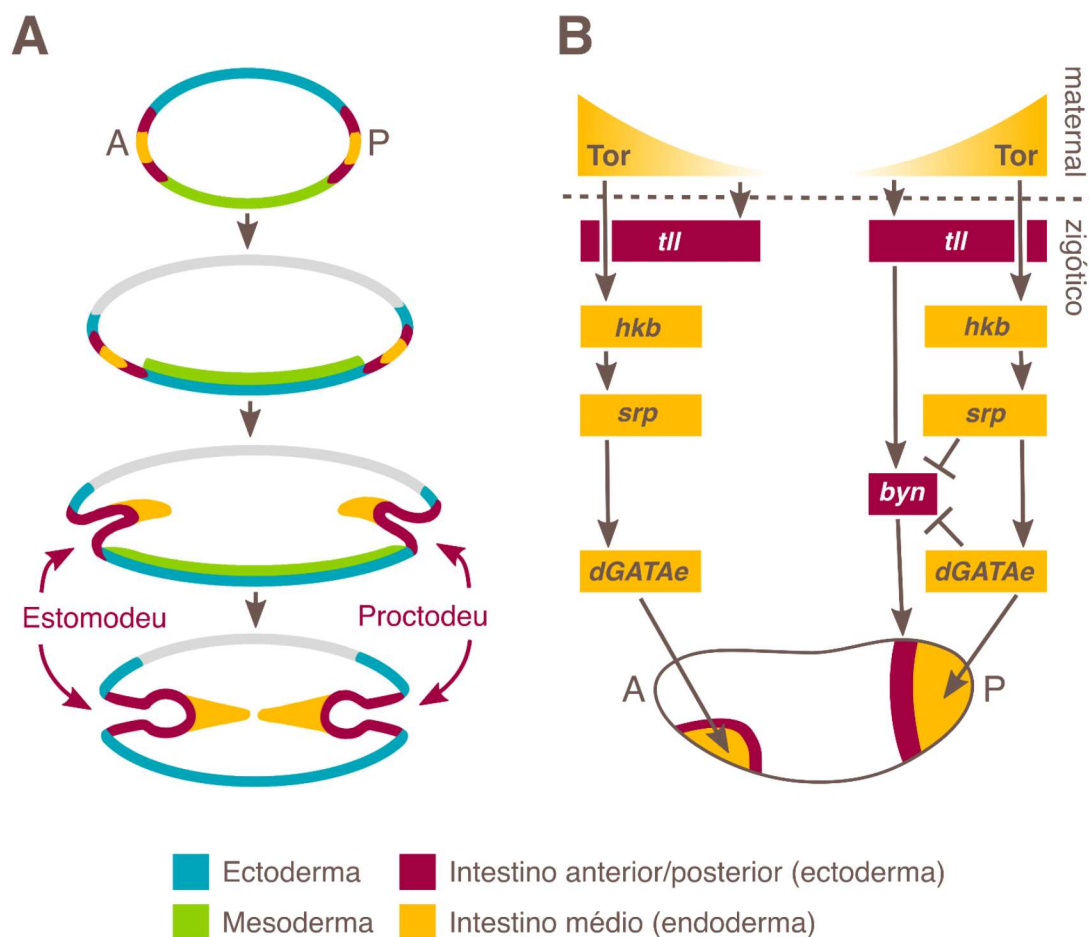 A
A
P
Estomodeu
Proctodeu
B
maternal
zigótico
Tor
Tor
tll
tll
hkb
hkb
srp
srp
byn
dGATAe
dGATAe
A
P
Ectoderma
Intestino anterior/posterior (ectoderma)
Mesoderma
Intestino médio (endoderma)